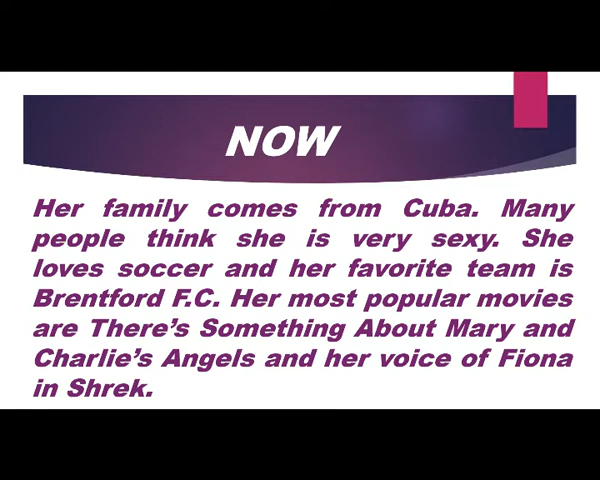 NOW
Her family comes from Cuba. Many
people think she is very sexy. She
loves soccer and her favorite team is
Brentford F.C. Her most popular movies
are There's Something About Mary and
Charlie's Angels and her voice of Fiona
in Shrek.